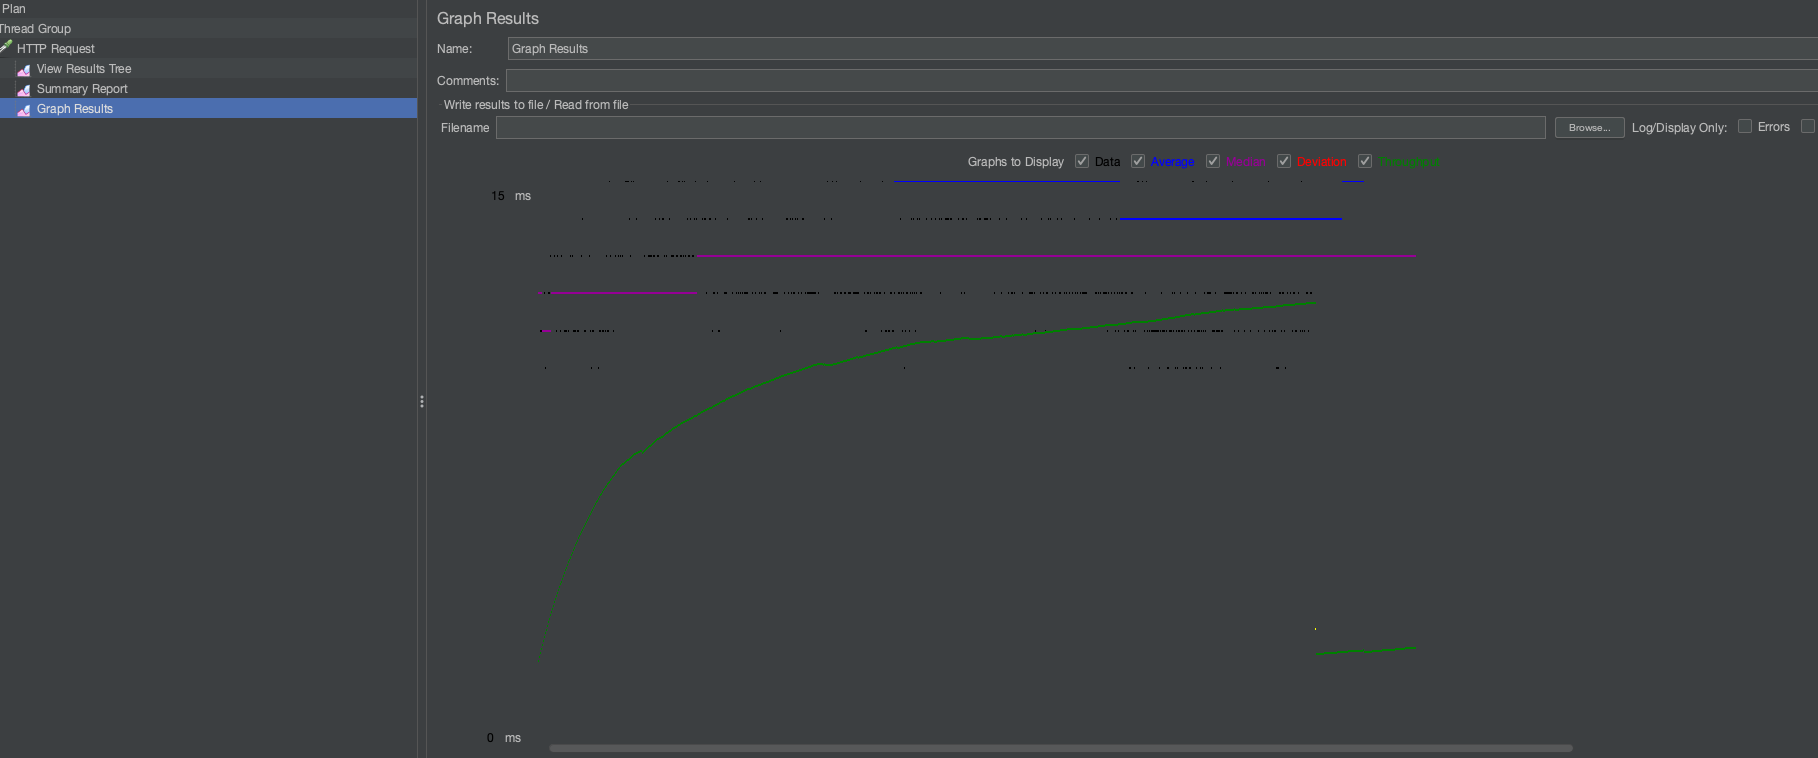 Plan
Thread Group
HTTP Request
View Results Tree
Summary Report
Graph Results
Graph Results
Name: Graph Results
Comments:
Write results to file / Read from file
Filename Browse... Log/Display Only: Errors
Graphs to Display Data Average Median Deviation Throughput
15 ms
0 ms